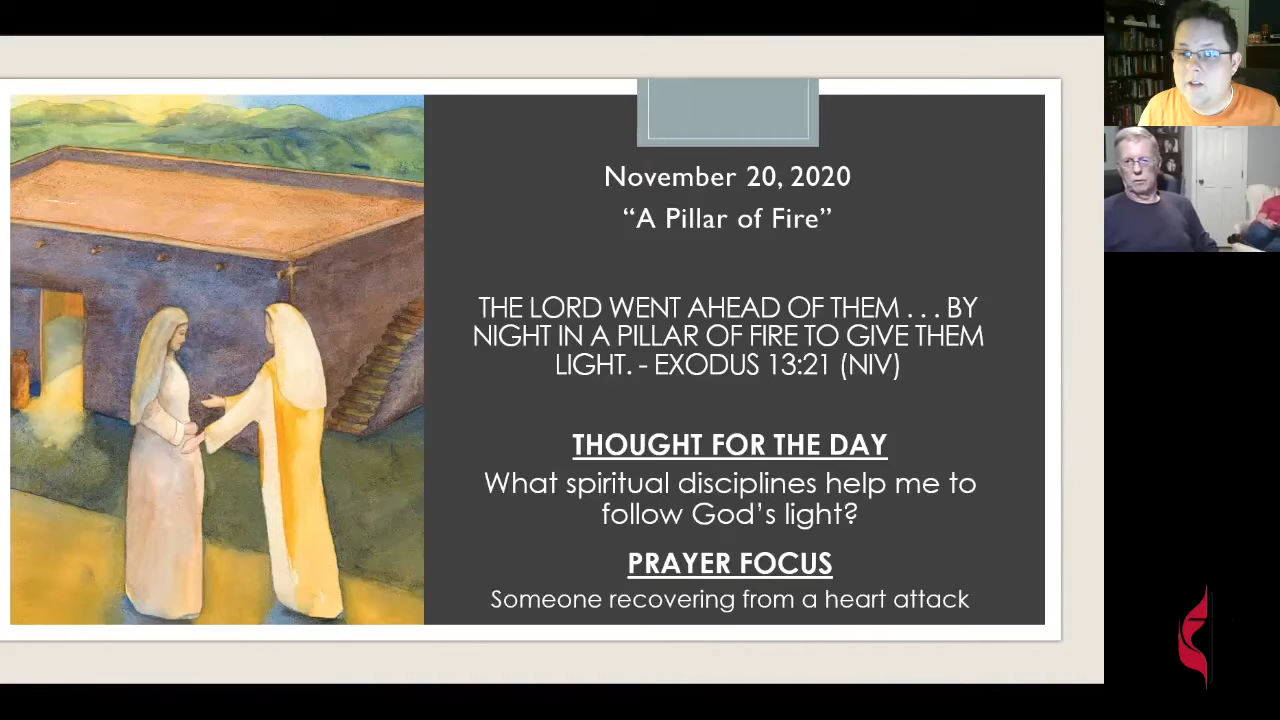 November 20, 2020
“A Pillar of Fire”
THE LORD WENT AHEAD OF THEM . . . BY
NIGHT IN A PILLAR OF FIRE TO GIVE THEM
LIGHT. - EXODUS 13:21 (NIV)
THOUGHT FOR THE DAY
What spiritual disciplines help me to
follow God’s light?
PRAYER FOCUS
Someone recovering from a heart attack